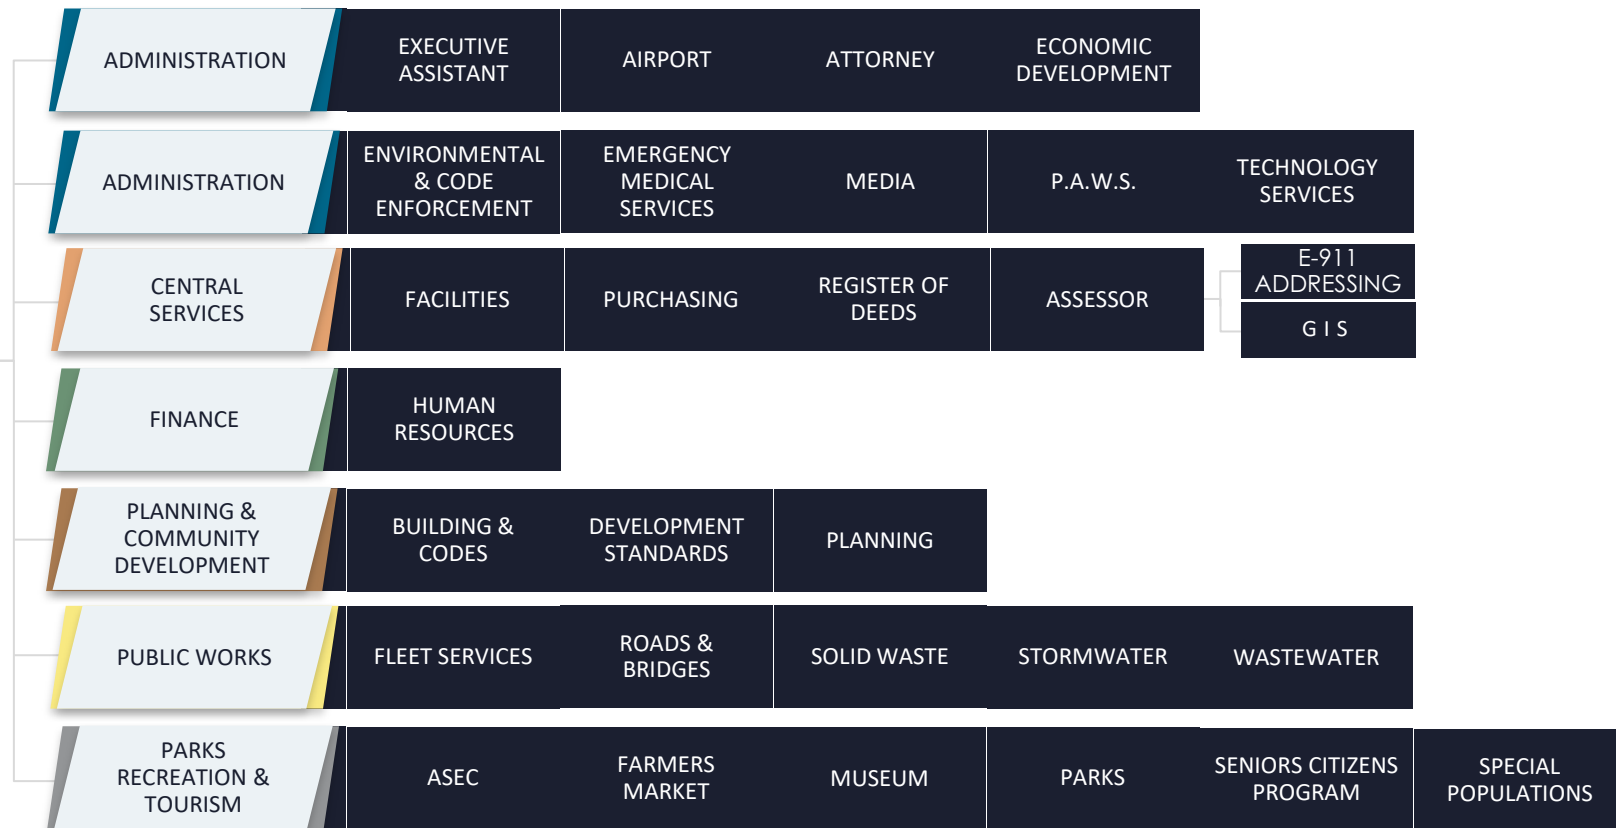 ADMINISTRATION
EXECUTIVE
ASSISTANT
AIRPORT
ATTORNEY
ECONOMIC
DEVELOPMENT
ADMINISTRATION
ENVIRONMENTAL
& CODE
ENFORCEMENT
EMERGENCY
MEDICAL
SERVICES
MEDIA
P.A.W.S.
TECHNOLOGY
SERVICES
CENTRAL
SERVICES
FACILITIES
PURCHASING
REGISTER OF
DEEDS
ASSESSOR
E-911
ADDRESSING
G I S
FINANCE
HUMAN
RESOURCES
PLANNING &
COMMUNITY
DEVELOPMENT
BUILDING &
CODES
DEVELOPMENT
STANDARDS
PLANNING
PUBLIC WORKS
FLEET SERVICES
ROADS &
BRIDGES
SOLID WASTE
STORMWATER
WASTEWATER
PARKS
RECREATION &
TOURISM
ASEC
FARMERS
MARKET
MUSEUM
PARKS
SENIORS CITIZENS
PROGRAM
SPECIAL
POPULATIONS